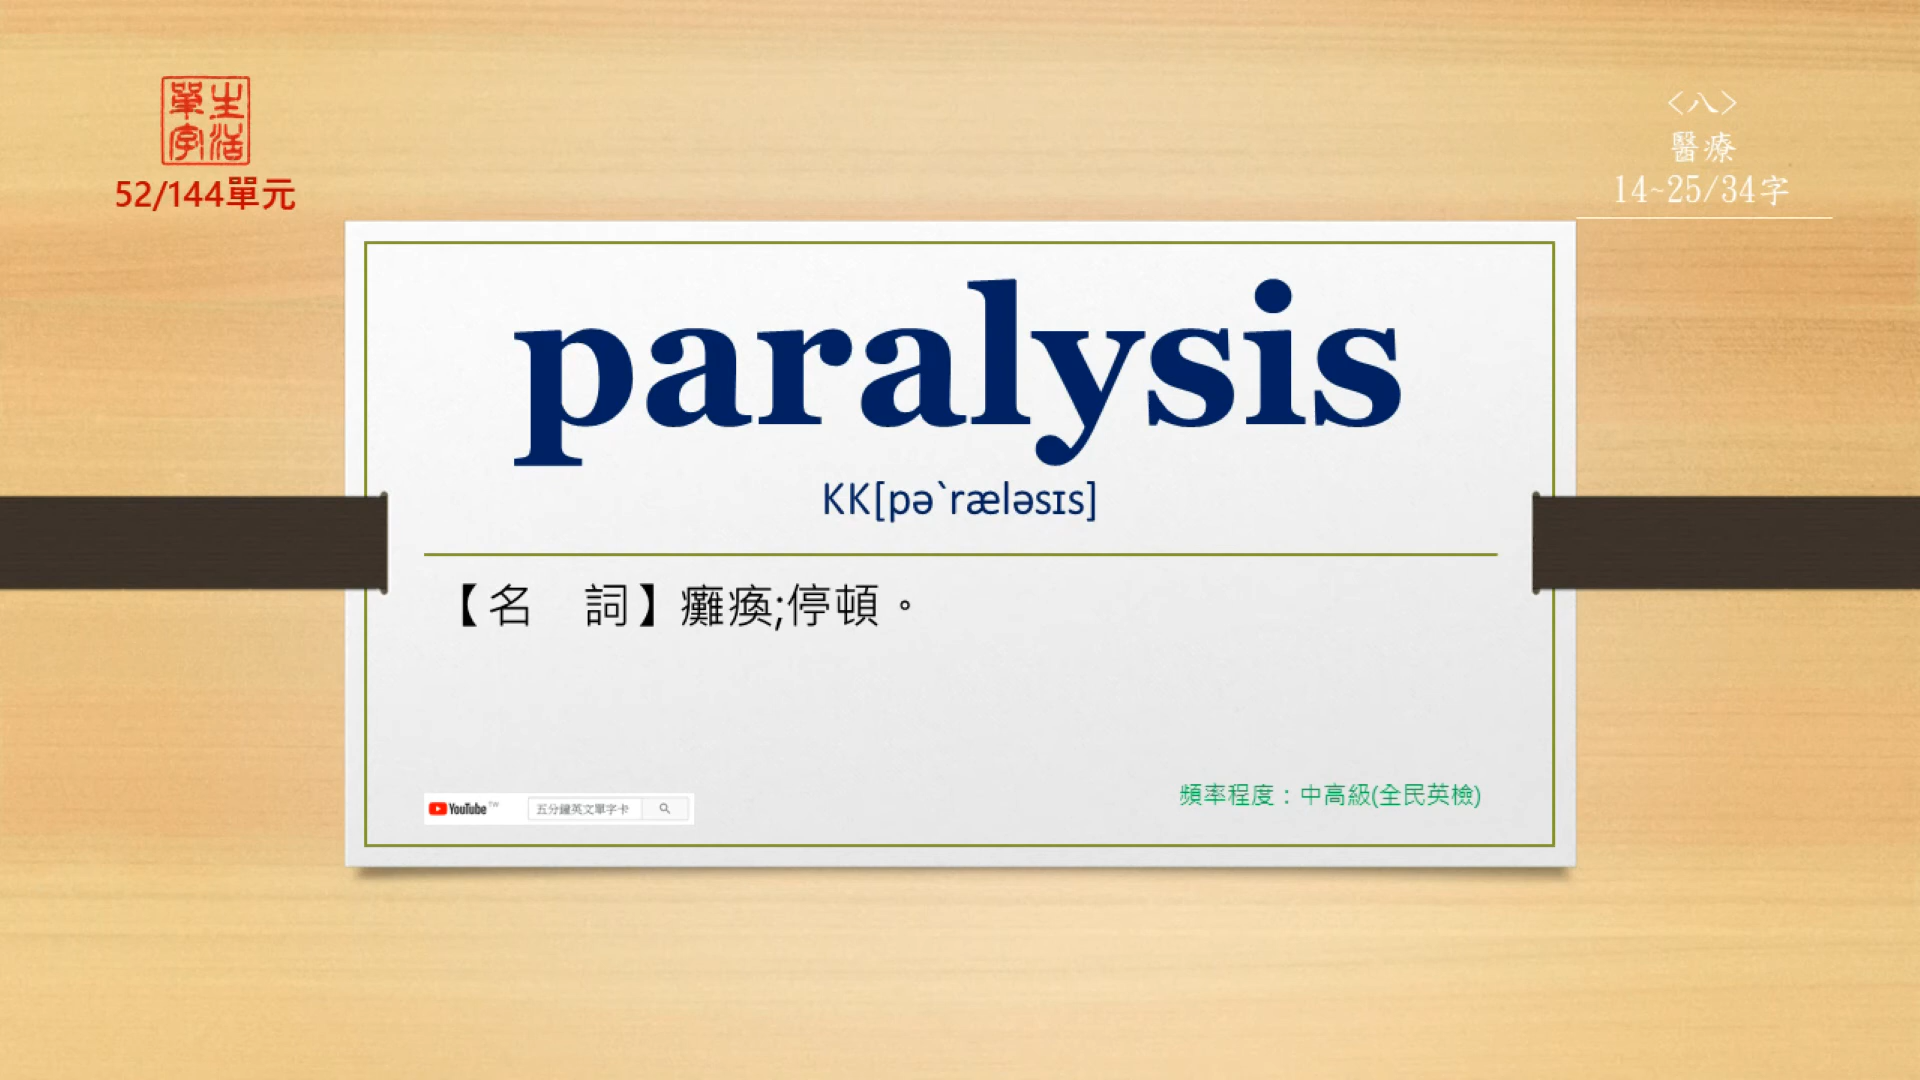 生活
單字
52/144單元
〈八〉
醫療
14~25/34字
paralysis
KK[pə`ræləsɪs]
【名　詞】癱瘓;停頓。
YouTube TW
五分鐘英文單字卡
頻率程度：中高級(全民英檢)